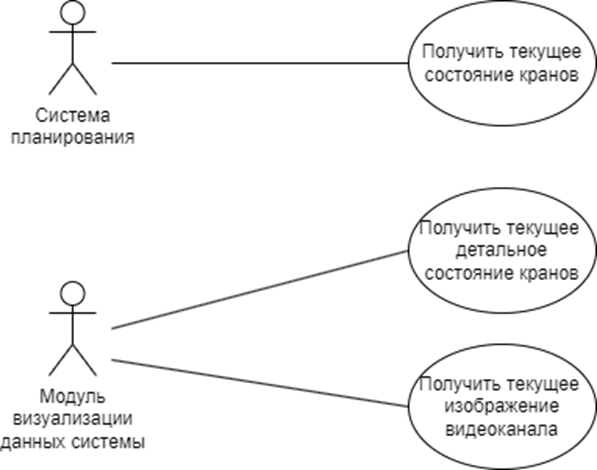 Получить текущее
состояние кранов
Система
планирования
Получить текущее
детальное
состояние кранов
Модуль
визуализации
данных системы
Получить текущее
изображение
видеоканала